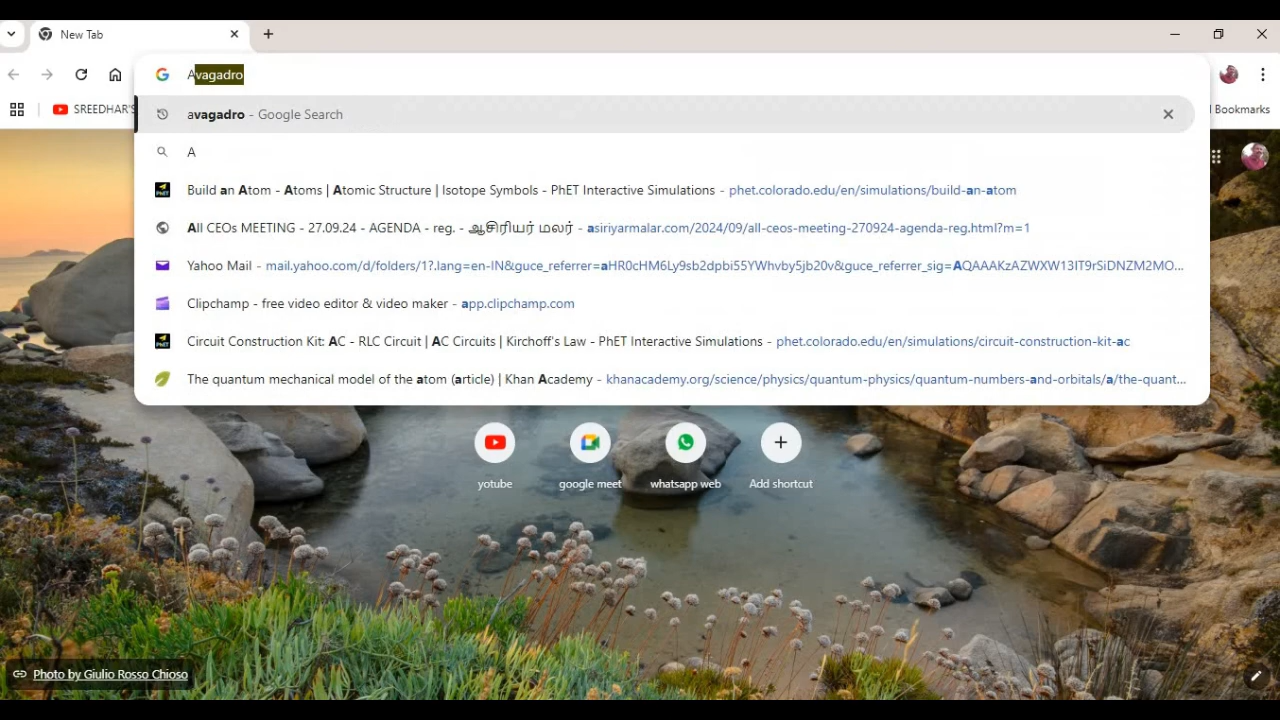 New Tab
Avagadro
SREEDHAR'S
avagadro - Google Search
Bookmarks
A
Build an Atom - Atoms | Atomic Structure | Isotope Symbols - PhET Interactive Simulations - phet.colorado.edu/en/simulations/build-an-atom
All CEOs MEETING - 27.09.24 - AGENDA - reg. - ஆசிரியர் மலர் - asiriyarmalar.com/2024/09/all-ceos-meeting-270924-agenda-reg.html?m=1
Yahoo Mail - mail.yahoo.com/d/folders/1?.lang=en-IN&guce_referrer=aHR0cHM6Ly9sb2dpbi55YWhvby5jb20v&guce_referrer_sig=AQAAAKzAZWXW13IT9rSiDNZM2MO...
Clipchamp - free video editor & video maker - app.clipchamp.com
Circuit Construction Kit: AC - RLC Circuit | AC Circuits | Kirchoff's Law - PhET Interactive Simulations - phet.colorado.edu/en/simulations/circuit-construction-kit-ac
The quantum mechanical model of the atom (article) | Khan Academy - khanacademy.org/science/physics/quantum-physics/quantum-numbers-and-orbitals/a/the-quant...
yotube
google meet
whatsapp web
Add shortcut
Photo by Giulio Rosso Chioso